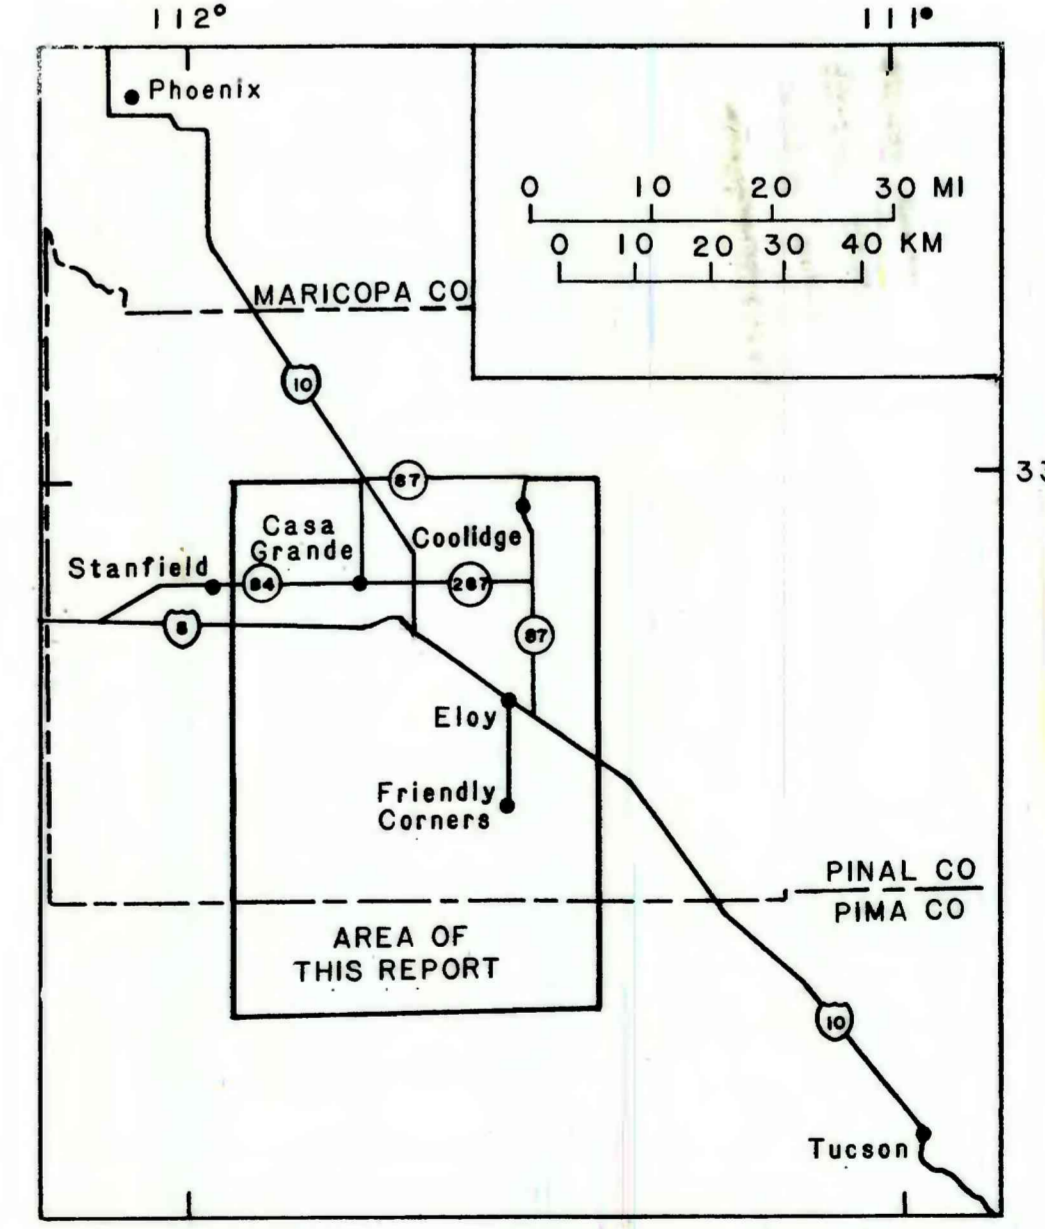 112°
111°
Phoenix
0 10 20 30 MI
0 10 20 30 40 KM
MARICOPA CO
10
87
33
Casa
Grande
Coolidge
Stanfield
84
287
8
87
Eloy
Friendly
Corners
PINAL CO
PIMA CO
AREA OF
THIS REPORT
10
Tucson